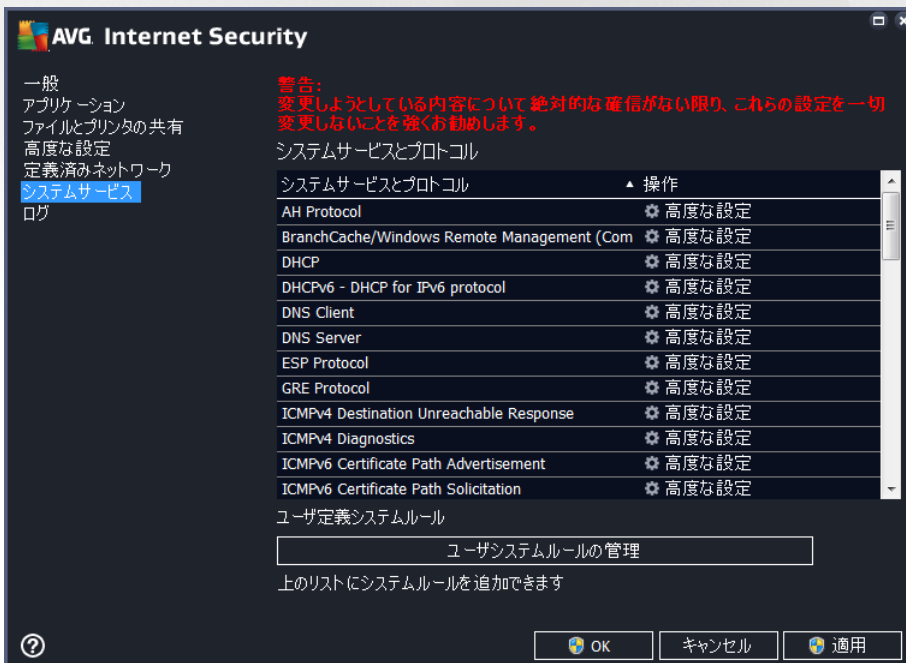 AVG Internet Security
一般
アプリケーション
ファイルとプリンタの共有
高度な設定
定義済みネットワーク
システムサービス
ログ
警告:
変更しようとしている内容について絶対的な確信がない限り、これらの設定を一切
変更しないことを強くお勧めします。
システムサービスとプロトコル
システムサービスとプロトコル 操作
AH Protocol 高度な設定
BranchCache/Windows Remote Management (Com 高度な設定
DHCP 高度な設定
DHCPv6 - DHCP for IPv6 protocol 高度な設定
DNS Client 高度な設定
DNS Server 高度な設定
ESP Protocol 高度な設定
GRE Protocol 高度な設定
ICMPv4 Destination Unreachable Response 高度な設定
ICMPv4 Diagnostics 高度な設定
ICMPv6 Certificate Path Advertisement 高度な設定
ICMPv6 Certificate Path Solicitation 高度な設定
ユーザ定義システムルール
ユーザシステムルールの管理
上のリストにシステムルールを追加できます
OK キャンセル 適用